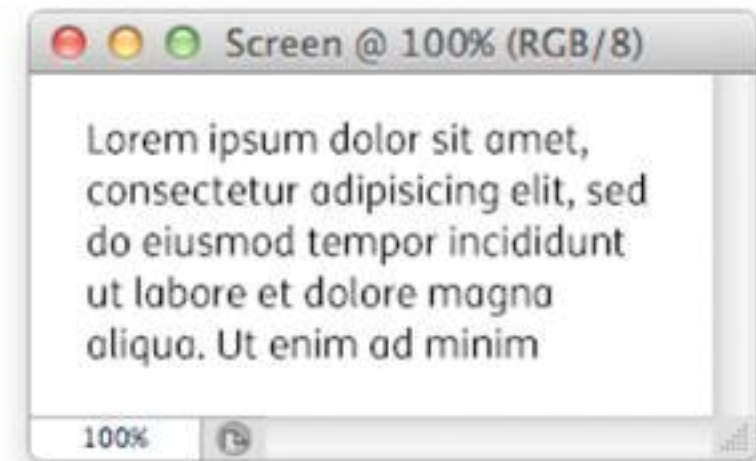 Screen @ 100% (RGB/8)
Lorem ipsum dolor sit amet,
consectetur adipisicing elit, sed
do eiusmod tempor incididunt
ut labore et dolore magna
aliqua. Ut enim ad minim
100%